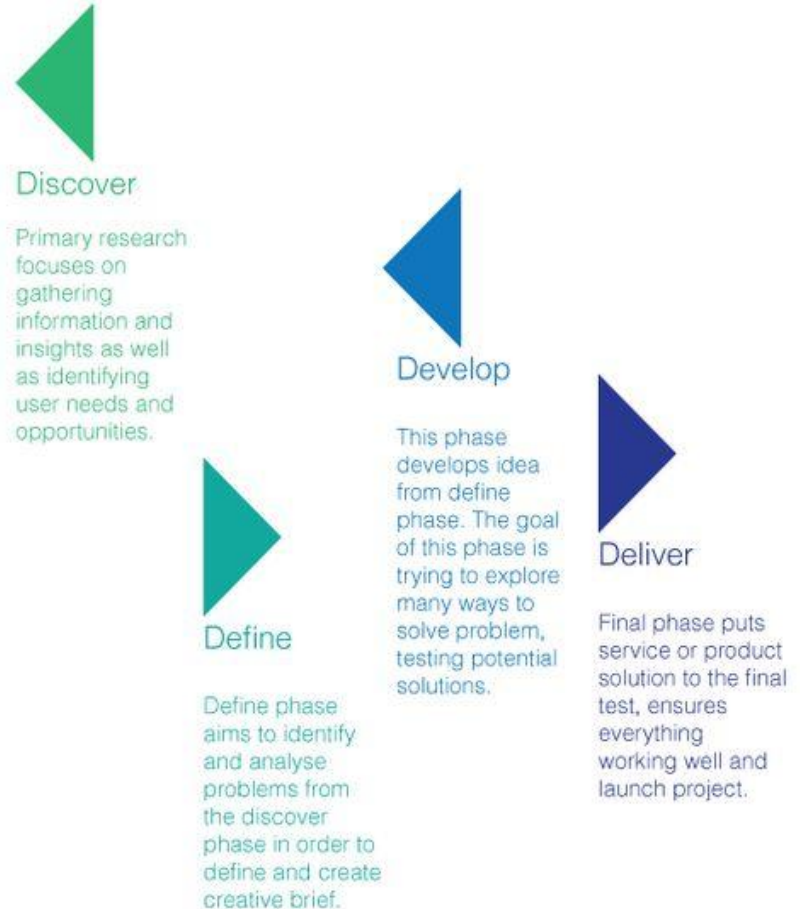 Discover
Primary research
focuses on
gathering
information and
insights as well
as identifying
user needs and
opportunities.
Define
Define phase
aims to identify
and analyse
problems from
the discover
phase in order to
define and create
creative brief.
Develop
This phase
develops idea
from define
phase. The goal
of this phase is
trying to explore
many ways to
solve problem,
testing potential
solutions.
Deliver
Final phase puts
service or product
solution to the final
test, ensures
everything
working well and
launch project.